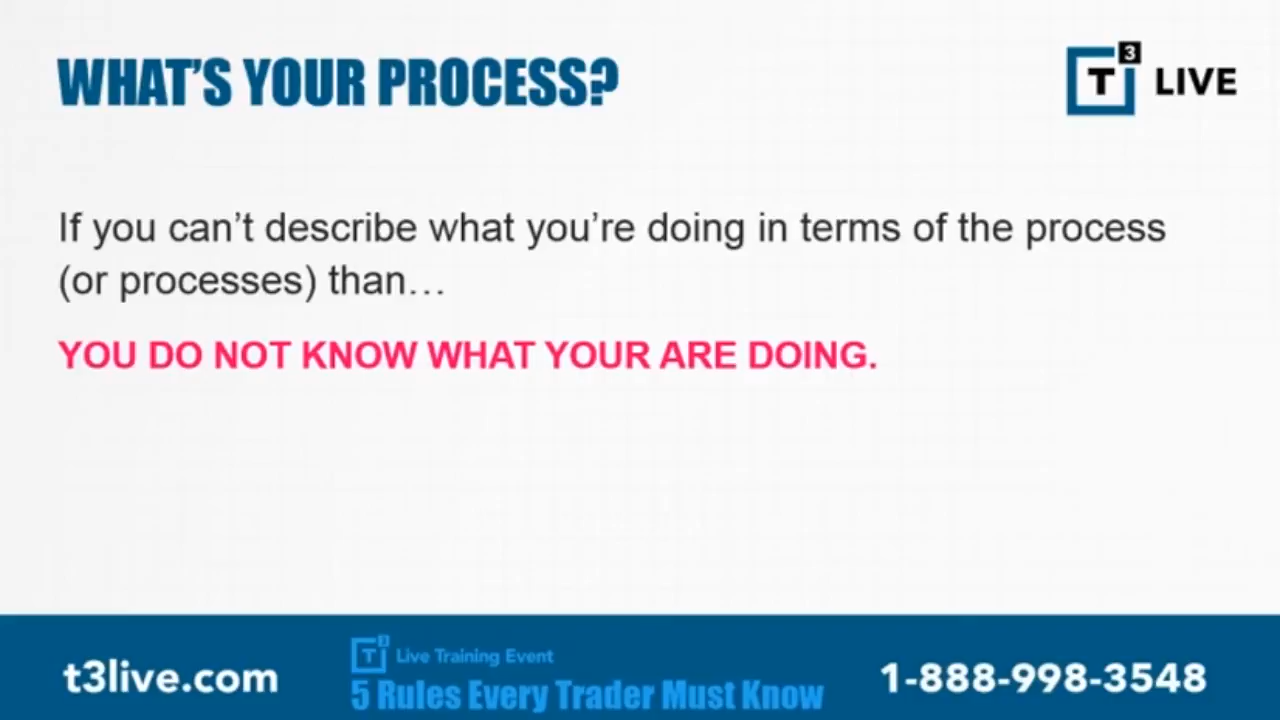 WHAT'S YOUR PROCESS?
T3 LIVE
If you can’t describe what you’re doing in terms of the process
(or processes) than…
YOU DO NOT KNOW WHAT YOUR ARE DOING.
t3live.com
T3 Live Training Event
5 Rules Every Trader Must Know
1-888-998-3548